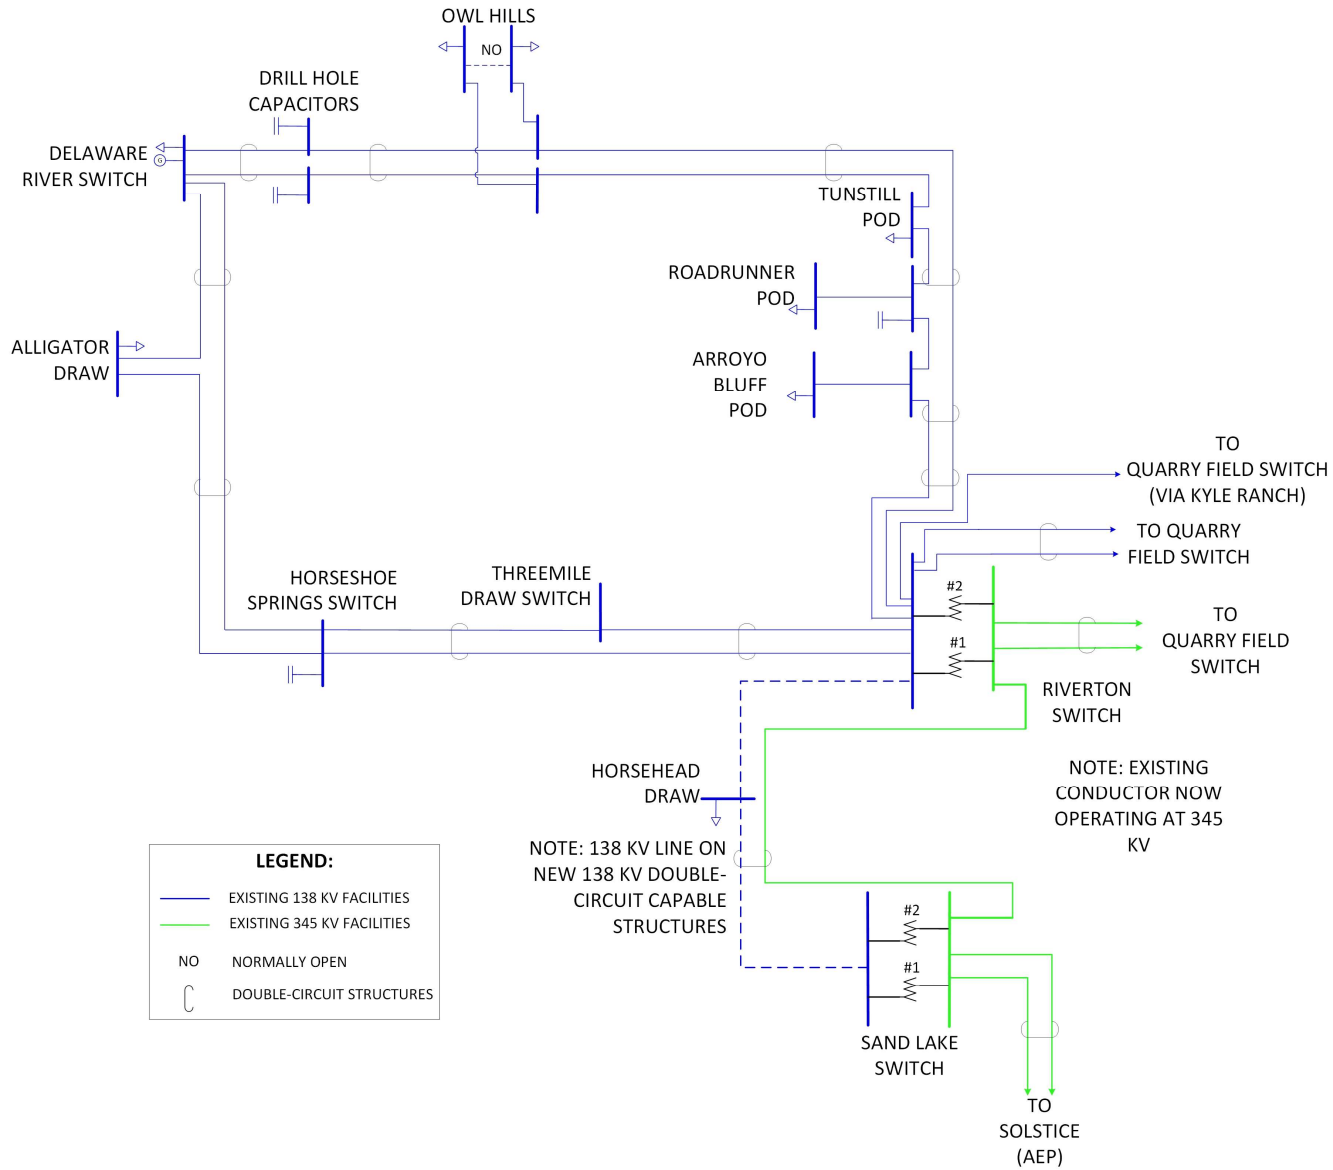 OWL HILLS
NO
DRILL HOLE
CAPACITORS
DELAWARE
RIVER SWITCH
G
TUNSTILL
POD
ROADRUNNER
POD
ALLIGATOR
DRAW
ARROYO
BLUFF
POD
TO
QUARRY FIELD SWITCH
(VIA KYLE RANCH)
TO QUARRY
FIELD SWITCH
HORSESHOE
SPRINGS SWITCH
THREEMILE
DRAW SWITCH
#2
#1
TO
QUARRY FIELD
SWITCH
RIVERTON
SWITCH
HORSEHEAD
DRAW
NOTE: EXISTING
CONDUCTOR NOW
OPERATING AT 345
KV
NOTE: 138 KV LINE ON
NEW 138 KV DOUBLE-
CIRCUIT CAPABLE
STRUCTURES
LEGEND:
EXISTING 138 KV FACILITIES
EXISTING 345 KV FACILITIES
NO NORMALLY OPEN
DOUBLE-CIRCUIT STRUCTURES
#2
#1
SAND LAKE
SWITCH
TO
SOLSTICE
(AEP)